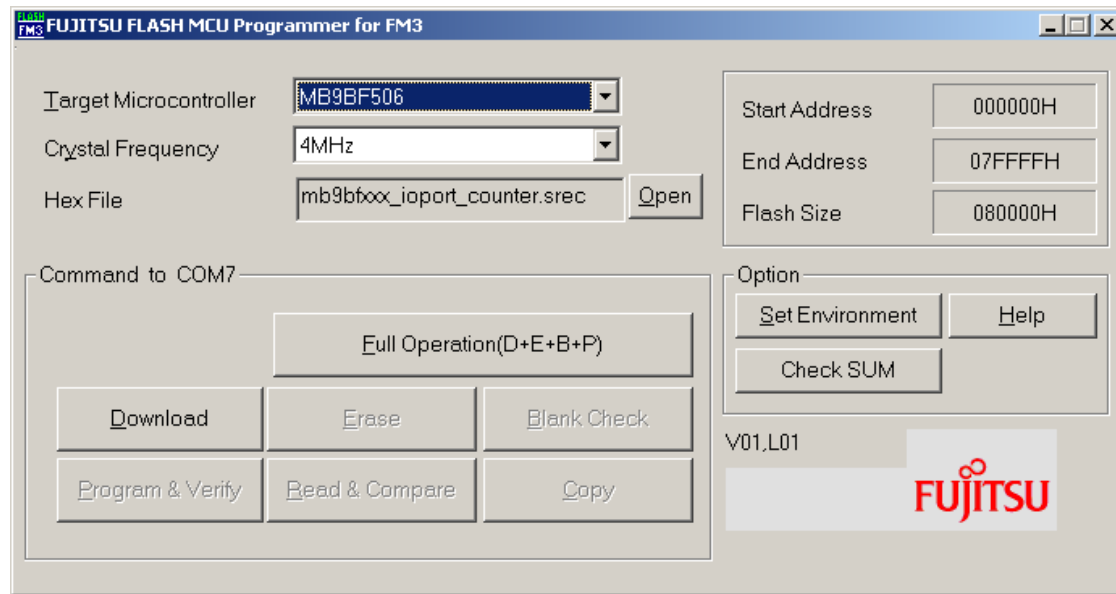 FLASH FM3 FUJITSU FLASH MCU Programmer for FM3
Target Microcontroller MB9BF506
Crystal Frequency 4MHz
Hex File mb9bfxxx_ioport_counter.srec Open
Start Address 000000H
End Address 07FFFFH
Flash Size 080000H
Command to COM7
Full Operation(D+E+B+P)
Download Erase Blank Check
Program & Verify Read & Compare Copy
Option
Set Environment Help
Check SUM
V01,L01
FUJITSU